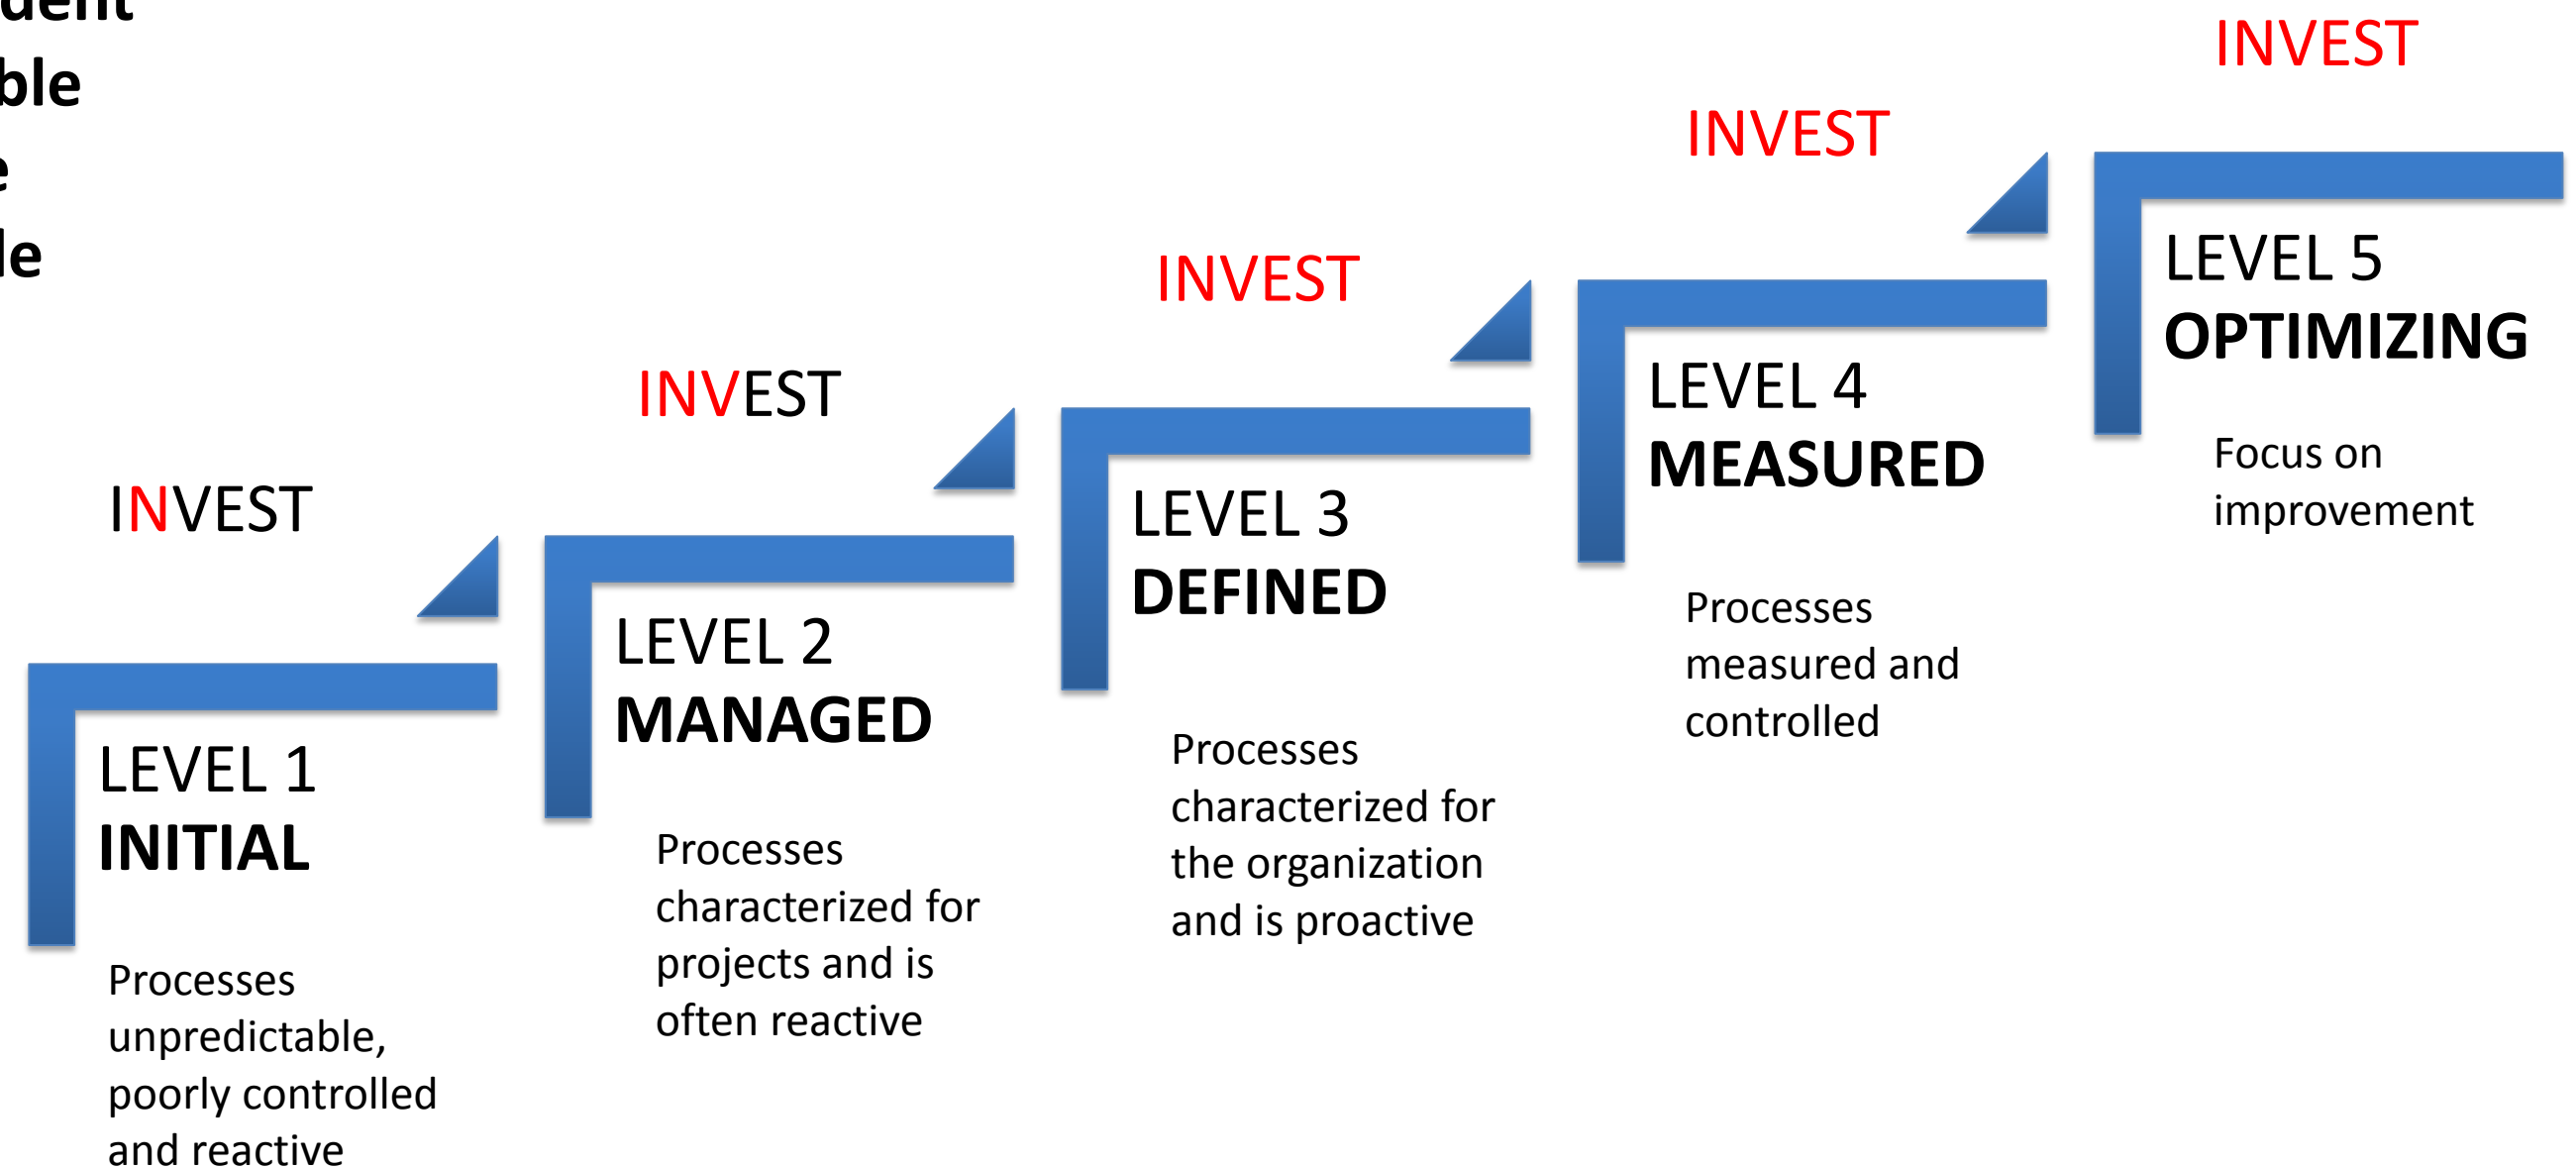 INVEST
INVEST
INVEST
INVEST
INVEST
LEVEL 1
INITIAL
Processes
unpredictable,
poorly controlled
and reactive
LEVEL 2
MANAGED
Processes
characterized for
projects and is
often reactive
LEVEL 3
DEFINED
Processes
characterized for
the organization
and is proactive
LEVEL 4
MEASURED
Processes
measured and
controlled
LEVEL 5
OPTIMIZING
Focus on
improvement